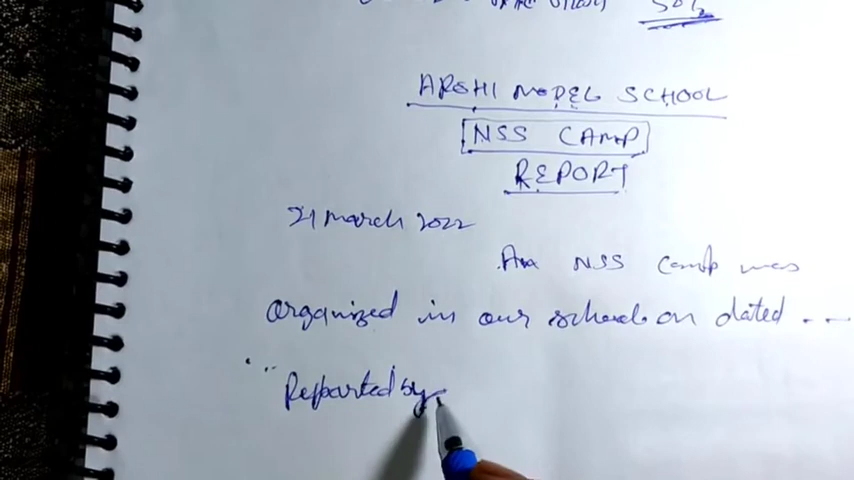 ARSHI MODEL SCHOOL
NSS CAMP
REPORT
21 March 2022
An NSS Camp was
Organized in our school on dated ...
Reported by